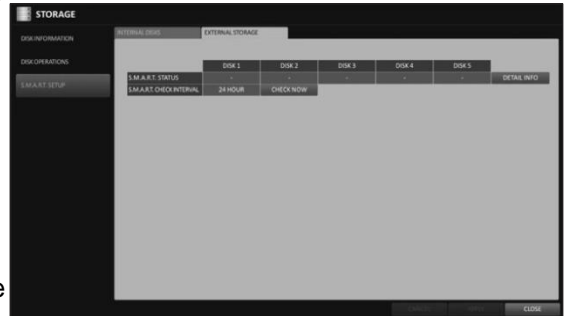 STORAGE
INTERNAL DISKS EXTERNAL STORAGE
DISK INFORMATION
DISK OPERATIONS
S.M.A.R.T. SETUP
DISK 1 DISK 2 DISK 3 DISK 4 DISK 5
S.M.A.R.T. STATUS - - - - - DETAIL INFO
S.M.A.R.T. CHECK INTERVAL 24 HOUR CHECK NOW
e
CANCEL APPLY CLOSE